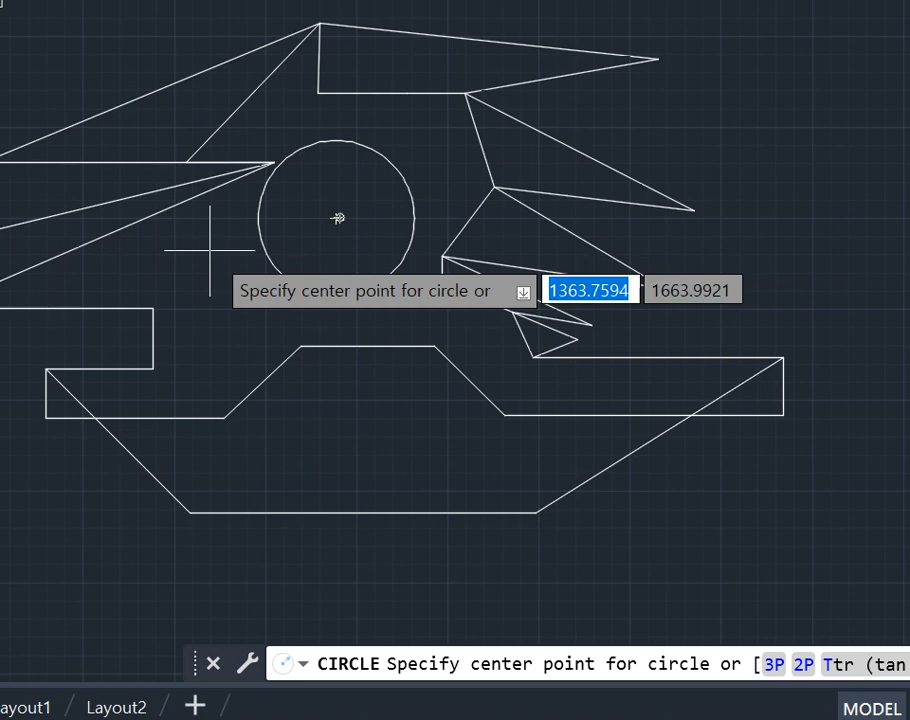 Specify center point for circle or 1363.7594 1663.9921
CIRCLE Specify center point for circle or [3P 2P Ttr (tan
ayout1 Layout2 + MODEL